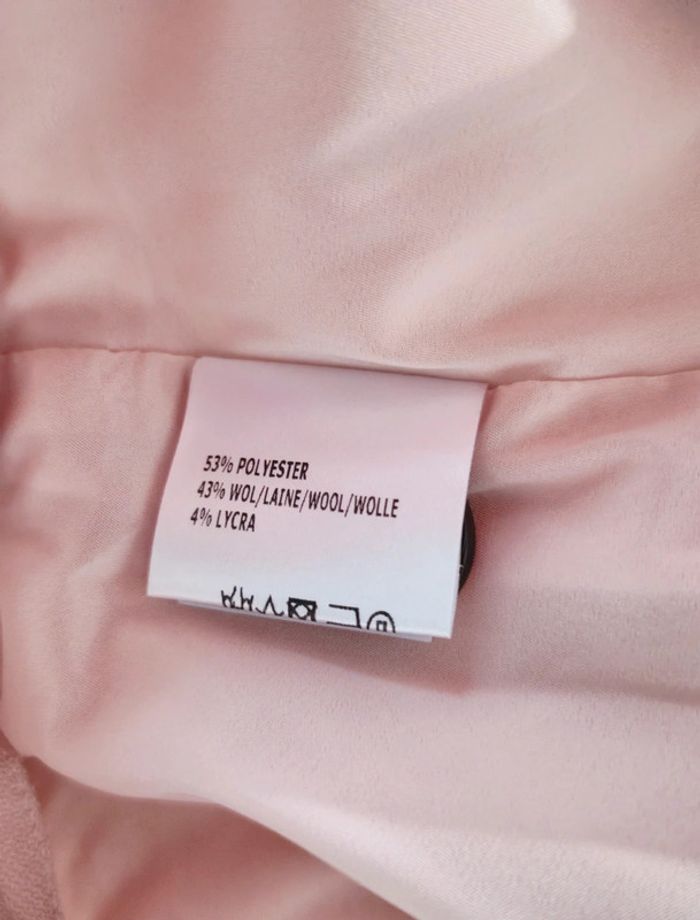 53% POLYESTER
43% WOL/LAINE/WOOL/WOLLE
4% LYCRA